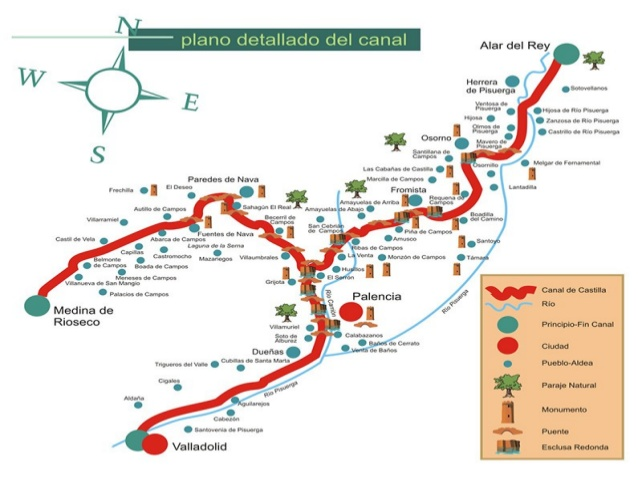 N
plano detallado del canal
W
E
S
Alar del Rey
Herrera
de Pisuerga
Sotovellanos
Ventosa de
Pisuerga
Hijosa de Río Pisuerga
Hijosa
Zanzosa de Río Pisuerga
Olmos de
Pisuerga
Castrillo de Río Pisuerga
Osorno
Mavero de
Pisuerga
Santillana de
Campos
Osornillo
Melgar de Fernamental
Las Cabañas de Castilla
Marcilla de Campos
Lantadilla
Fromista
Requena de
Campos
Paredes de Nava
Frechilla
El Deseo
Amayuelas de Arriba
Amayuelas de Abajo
Boadilla
del Camino
Autillo de Campos
Sahagún El Real
Becerril de
Campos
San Cebrián
de Campos
Piña de Campos
Villarramiel
Fuentes de Nava
Amusco
Santoyo
Castil de Vela
Abarca de Campos
Laguna de la Serna
Ribas de Campos
Capillas
Castromocho
Mazariegos
Villaumbrales
La Venta
Monzón de Campos
Támara
Belmonte
de Campos
Boada de Campos
Husillos
Meneses de Campos
El Serrón
Villanueva de San Mangio
Grijota
Palacios de Campos
Río Carrión
Palencia
Río Pisuerga
Medina de
Rioseco
Villamuriel
Soto de
Alburez
Calabazanos
Baños de Cerrato
Venta de Baños
Dueñas
Cubillas de Santa Marta
Trigueros del Valle
Cigales
Río Pisuerga
Aldaña
Aguilarejos
Cabezón
Santovenia de Pisuerga
Valladolid
Canal de Castilla
Río
Principio-Fin Canal
Ciudad
Pueblo-Aldea
Paraje Natural
Monumento
Puente
Esclusa Redonda